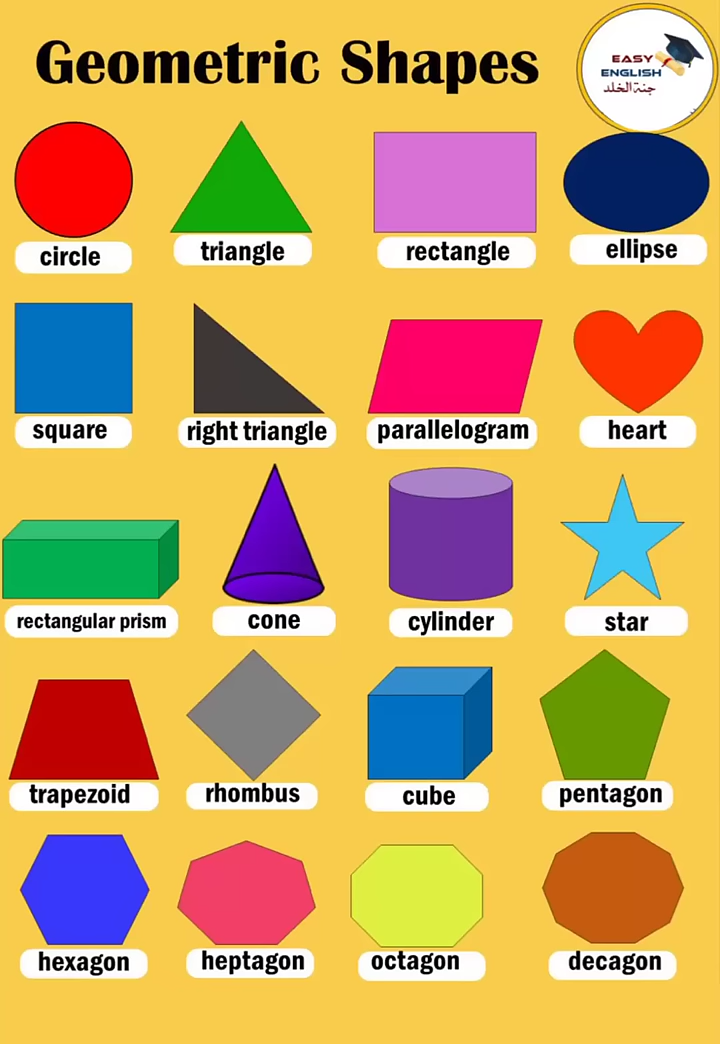 Geometric Shapes
EASY
ENGLISH
جنة الخلد
circle
triangle
rectangle
ellipse
square
right triangle
parallelogram
heart
rectangular prism
cone
cylinder
star
trapezoid
rhombus
cube
pentagon
hexagon
heptagon
octagon
decagon